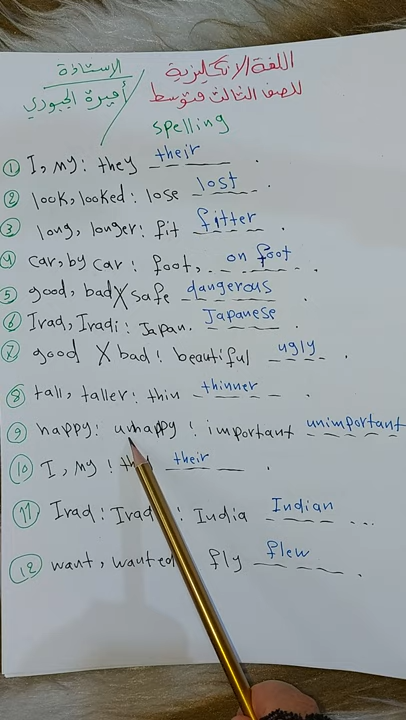 اللغة الانكليزية
للصف الثالث متوسط
الاستاذة
أميرة الجبوري
spelling
① I, my: they their .
② look, looked: lose lost .
③ long, longer: fit fitter .
④ car, by car: foot, on foot .
⑤ good, bad X safe dangerous
⑥ Iraq, Iraqi: Japan. Japanese .
⑦ good X bad: beautiful ugly .
⑧ tall, taller: thin thinner .
⑨ happy: unhappy: important unimportant
⑩ I, my: their .
⑪ Iraq: : India Indian ...
⑫ want, wanted fly flew .